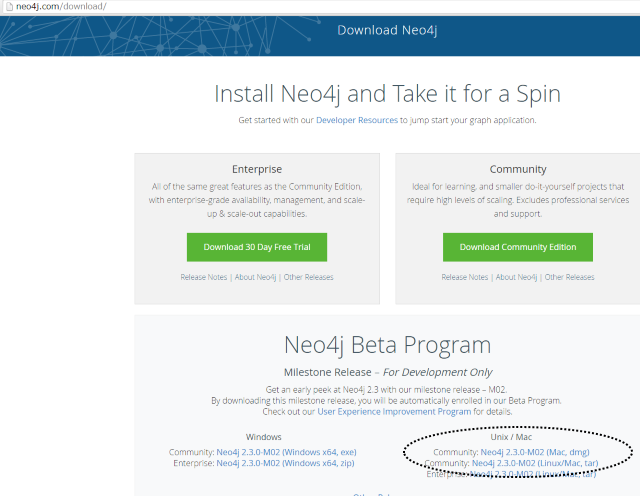 neo4j.com/download/
Download Neo4j
Install Neo4j and Take it for a Spin
Get started with our Developer Resources to jump start your graph application.
Enterprise
All of the same great features as the Community Edition,
with enterprise-grade availability, management, and scale-
up & scale-out capabilities.
Download 30 Day Free Trial
Release Notes | About Neo4j | Other Releases
Community
Ideal for learning, and smaller do-it-yourself projects that
require high levels of scaling. Excludes professional services
and support.
Download Community Edition
Release Notes | About Neo4j | Other Releases
Neo4j Beta Program
Milestone Release – For Development Only
Get an early peek at Neo4j 2.3 with our milestone release – M02.
By downloading this milestone release, you will be automatically enrolled in our Beta Program.
Check out our User Experience Improvement Program for details.
Windows
Community: Neo4j 2.3.0-M02 (Windows x64, exe)
Enterprise: Neo4j 2.3.0-M02 (Windows x64, zip)
Unix / Mac
Community: Neo4j 2.3.0-M02 (Mac, dmg)
Community: Neo4j 2.3.0-M02 (Linux/Mac, tar)
Enterprise: Neo4j 2.3.0-M02 (Linux/Mac, tar)